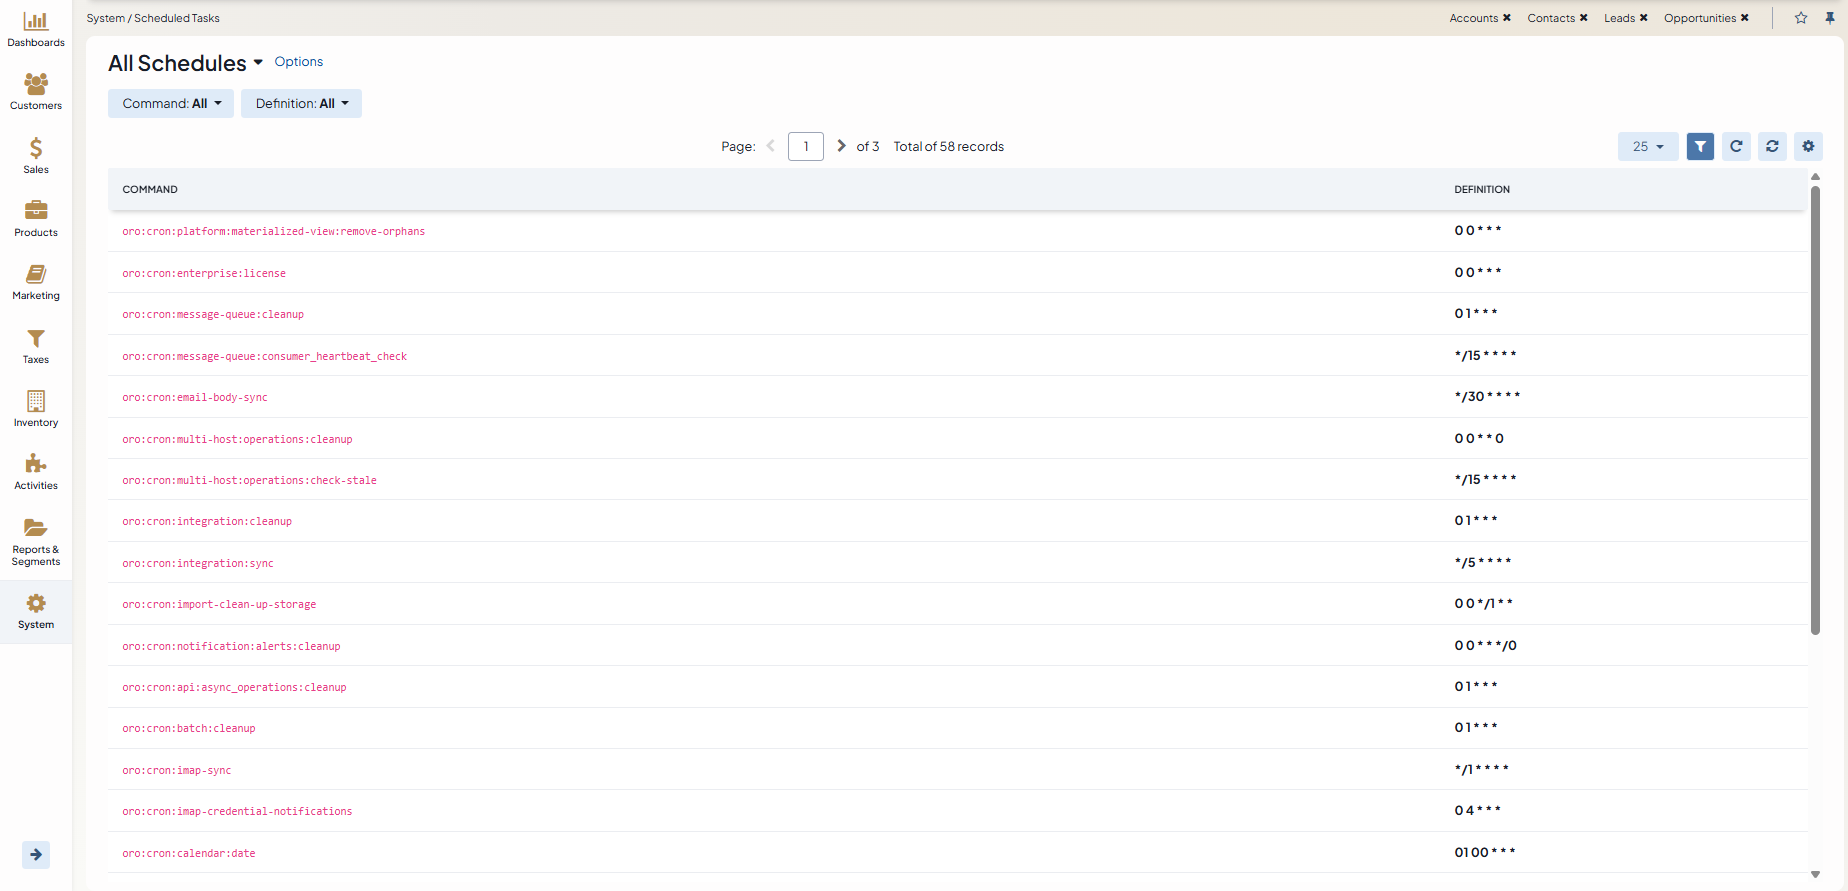 System / Scheduled Tasks
Accounts ✖ Contacts ✖ Leads ✖ Opportunities ✖
Dashboards
Customers
Sales
Products
Marketing
Taxes
Inventory
Activities
Reports &
Segments
System
All Schedules Options
Command: All Definition: All
Page: 1 of 3 Total of 58 records
25
COMMAND DEFINITION
oro:cron:platform:materialized-view:remove-orphans 0 0 * * *
oro:cron:enterprise:license 0 0 * * *
oro:cron:message-queue:cleanup 0 1 * * *
oro:cron:message-queue:consumer_heartbeat_check */15 * * * *
oro:cron:email-body-sync */30 * * * *
oro:cron:multi-host:operations:cleanup 0 0 * * 0
oro:cron:multi-host:operations:check-stale */15 * * * *
oro:cron:integration:cleanup 0 1 * * *
oro:cron:integration:sync */5 * * * *
oro:cron:import-clean-up-storage 0 0 */1 * *
oro:cron:notification:alerts:cleanup 0 0 * * */0
oro:cron:api:async_operations:cleanup 0 1 * * *
oro:cron:batch:cleanup 0 1 * * *
oro:cron:imap-sync */1 * * * *
oro:cron:imap-credential-notifications 0 4 * * *
oro:cron:calendar:date 01 00 * * *